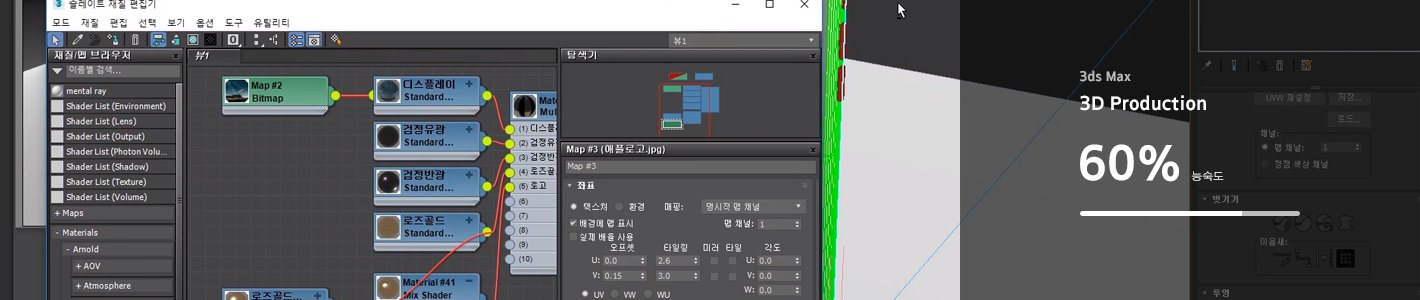 3 슬레이트 재질 편집기
모드 재질 편집 선택 보기 옵션 도구 유틸리티
뷰1
재질/맵 브라우저
이름별 검색...
mental ray
Shader List (Environment)
Shader List (Lens)
Shader List (Output)
Shader List (Photon Volu...
Shader List (Shadow)
Shader List (Texture)
Shader List (Volume)
+ Maps
- Materials
- Arnold
+ AOV
+ Atmosphere
뷰1
Map #2
Bitmap
디스플레이
Standard...
검정유광
Standard...
검정반광
Standard...
로즈골드
Standard...
Material #41
Mix Shader
로즈골드...
Mate
Mul
(1) 디스플
(2) 검정유
(3) 검정반
(4) 로즈골
(5) 로고
(6)
(7)
(8)
(9)
(10)
탐색기
Map #3 (애플로고.jpg)
Map #3
좌표
텍스처 환경 매핑: 명시적 맵 채널
배경에 맵 표시 맵 채널: 1
실제 배율 사용
오프셋 타일링 미러 타일 각도
U: 0.0 2.6 U: 0.0
V: 0.15 3.0 V: 0.0
W: 0.0
UV VW WU
3ds Max
3D Production
60% 능숙도
UVW 재설정 저장...
로드...
채널:
맵 채널: 1
정점 색상 채널
벗기기
이음새:
투영